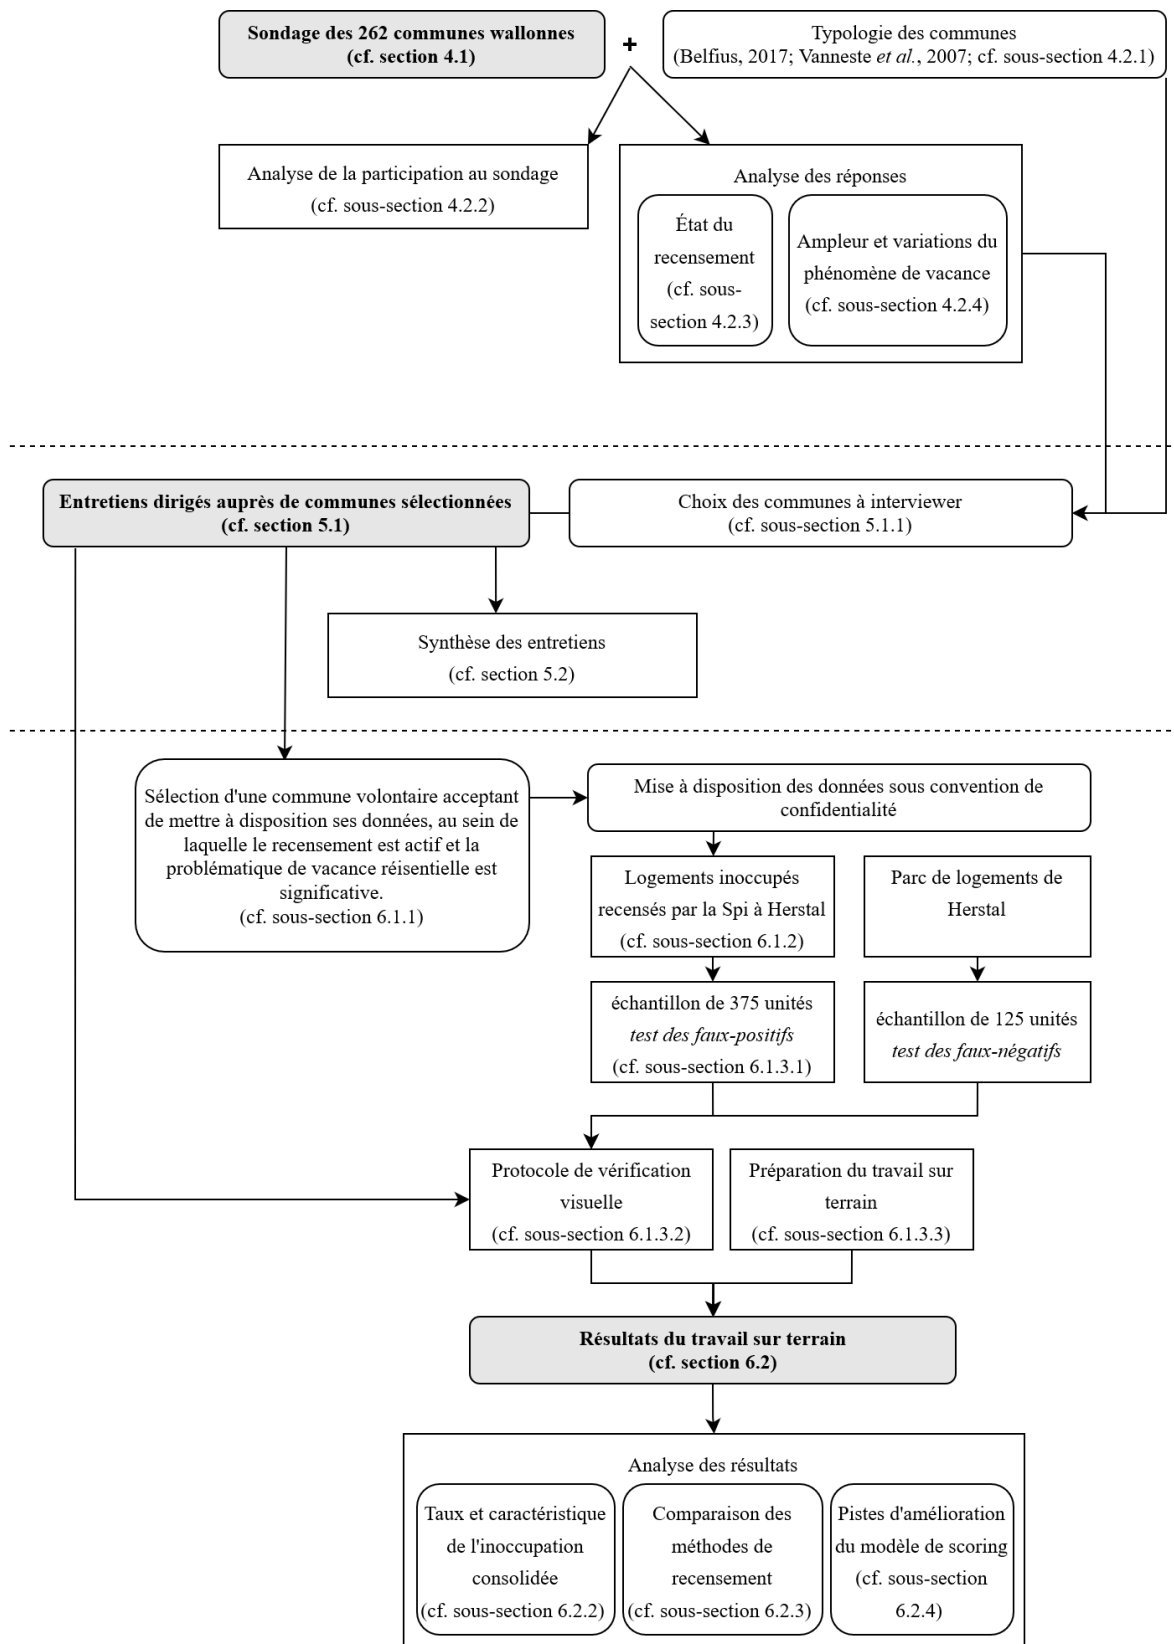 Sondage des 262 communes wallonnes
(cf. section 4.1)
+
Typologie des communes
(Belfius, 2017; Vanneste et al., 2007; cf. sous-section 4.2.1)
Analyse de la participation au sondage
(cf. sous-section 4.2.2)
Analyse des réponses
État du
recensement
(cf. sous-
section 4.2.3)
Ampleur et variations du
phénomène de vacance
(cf. sous-section 4.2.4)
Entretiens dirigés auprès de communes sélectionnées
(cf. section 5.1)
Choix des communes à interviewer
(cf. sous-section 5.1.1)
Synthèse des entretiens
(cf. section 5.2)
Sélection d'une commune volontaire acceptant
de mettre à disposition ses données, au sein de
laquelle le recensement est actif et la
problématique de vacance réisentielle est
significative.
(cf. sous-section 6.1.1)
Mise à disposition des données sous convention de
confidentialité
Logements inoccupés
recensés par la Spi à Herstal
(cf. sous-section 6.1.2)
Parc de logements de
Herstal
échantillon de 375 unités
test des faux-positifs
(cf. sous-section 6.1.3.1)
échantillon de 125 unités
test des faux-négatifs
Protocole de vérification
visuelle
(cf. sous-section 6.1.3.2)
Préparation du travail sur
terrain
(cf. sous-section 6.1.3.3)
Résultats du travail sur terrain
(cf. section 6.2)
Analyse des résultats
Taux et caractéristique
de l'inoccupation
consolidée
(cf. sous-section 6.2.2)
Comparaison des
méthodes de
recensement
(cf. sous-section 6.2.3)
Pistes d'amélioration
du modèle de scoring
(cf. sous-section
6.2.4)